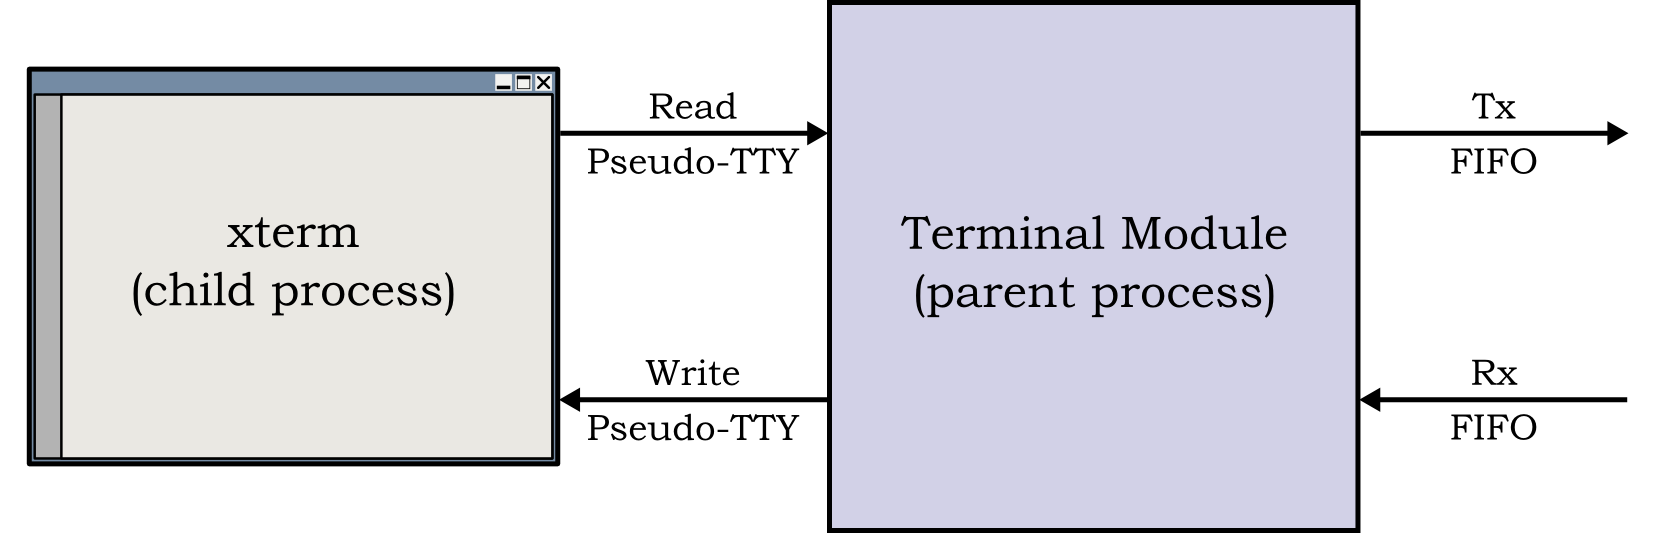 xterm
(child process)
Read
Pseudo-TTY
Write
Pseudo-TTY
Terminal Module
(parent process)
Tx
FIFO
Rx
FIFO